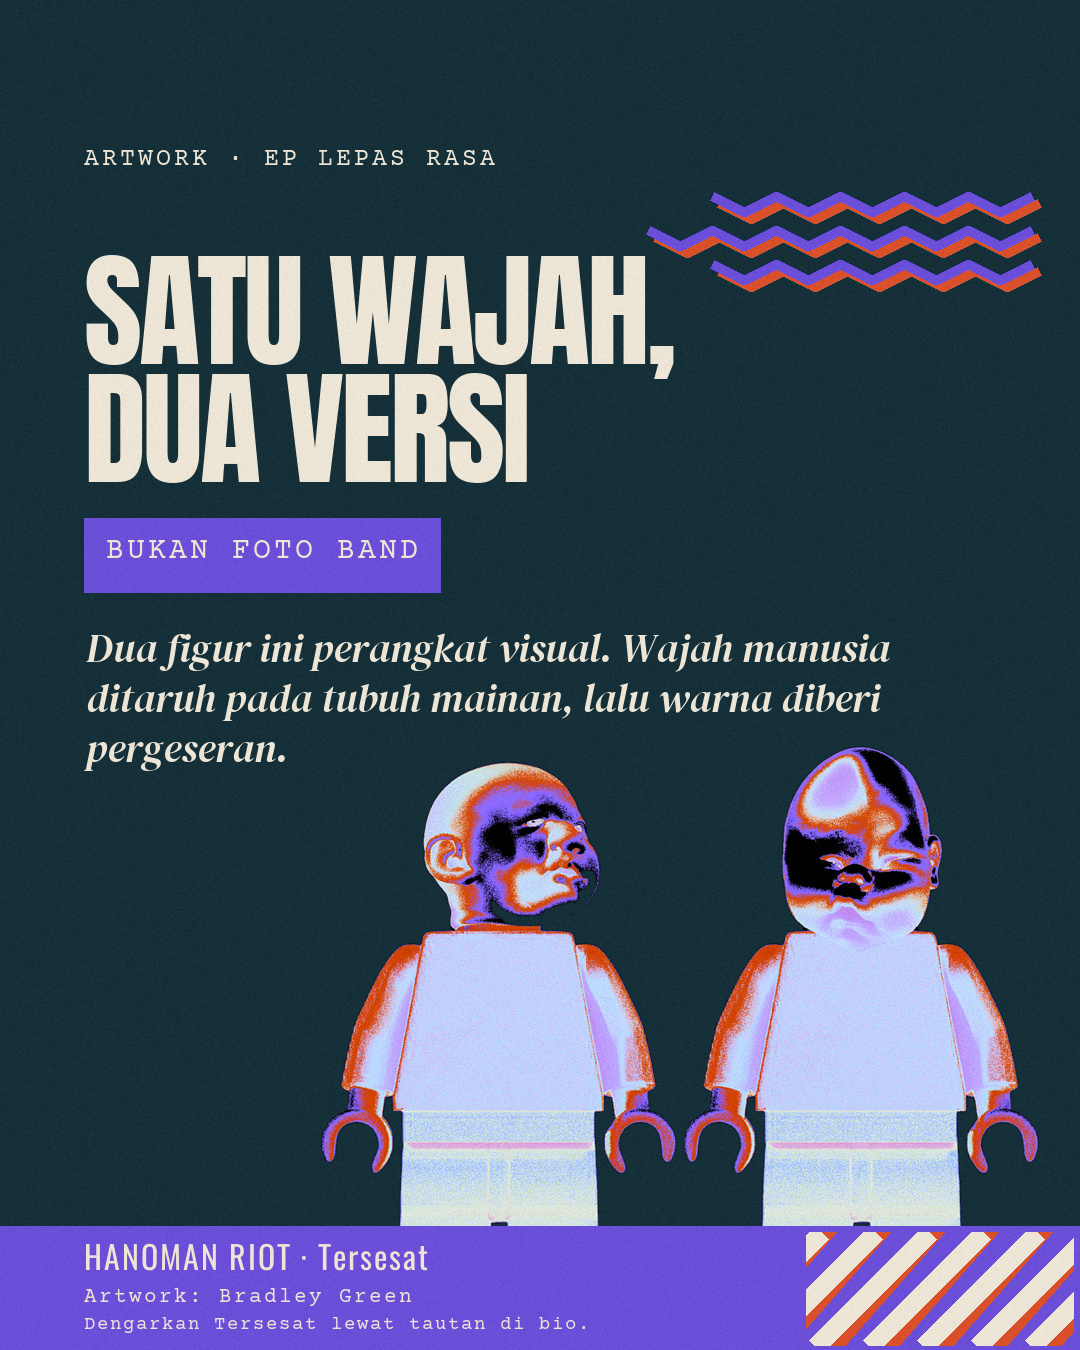 ARTWORK · EP LEPAS RASA
SATU WAJAH,
DUA VERSI
BUKAN FOTO BAND
Dua figur ini perangkat visual. Wajah manusia
ditaruh pada tubuh mainan, lalu warna diberi
pergeseran.
HANOMAN RIOT · Tersesat
Artwork: Bradley Green
Dengarkan Tersesat lewat tautan di bio.